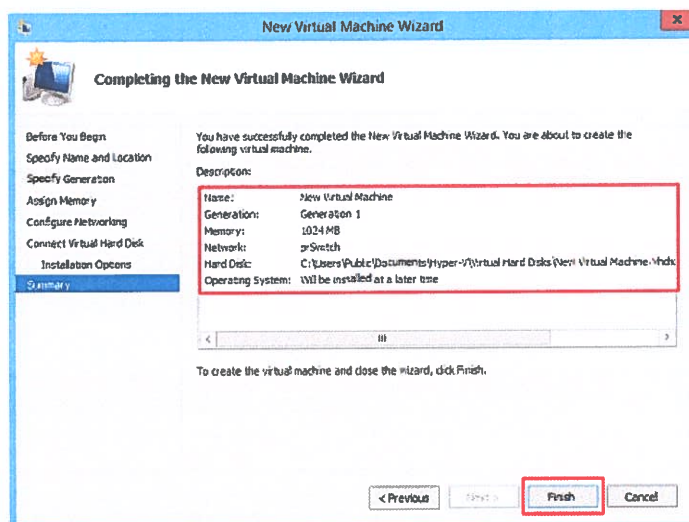 New Virtual Machine Wizard
Completing the New Virtual Machine Wizard
Before You Begin
Specify Name and Location
Specify Generation
Assign Memory
Configure Networking
Connect Virtual Hard Disk
Installation Options
Summary
You have successfully completed the New Virtual Machine Wizard. You are about to create the
following virtual machine.
Description:
Name: New Virtual Machine
Generation: Generation 1
Memory: 1024 MB
Network: prSwitch
Hard Disk: C:\Users\Public\Documents\Hyper-V\Virtual Hard Disks\New Virtual Machine.vhdx
Operating System: Will be installed at a later time
To create the virtual machine and close the wizard, click Finish.
< Previous Next > Finish Cancel